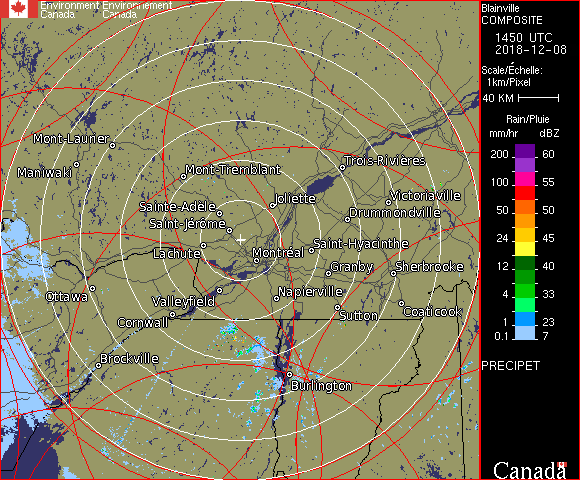 Environment Environnement
Canada Canada
Blainville
COMPOSITE
1450 UTC
2018-12-08
Scale/Échelle:
1km/Pixel
40 KM
Rain/Pluie
mm/hr dBZ
200 60
100 55
50 50
24 45
12 40
4 33
1 23
0.1 7
PRECIPET
Canada
Mont-Laurier
Maniwaki
Mont-Tremblant
Trois-Rivières
Sainte-Adèle
Joliette
Victoriaville
Drummondville
Saint-Jérôme
Lachute
Montréal
Saint-Hyacinthe
Granby
Sherbrooke
Ottawa
Valleyfield
Napierville
Cornwall
Sutton
Coaticook
Brockville
Burlington